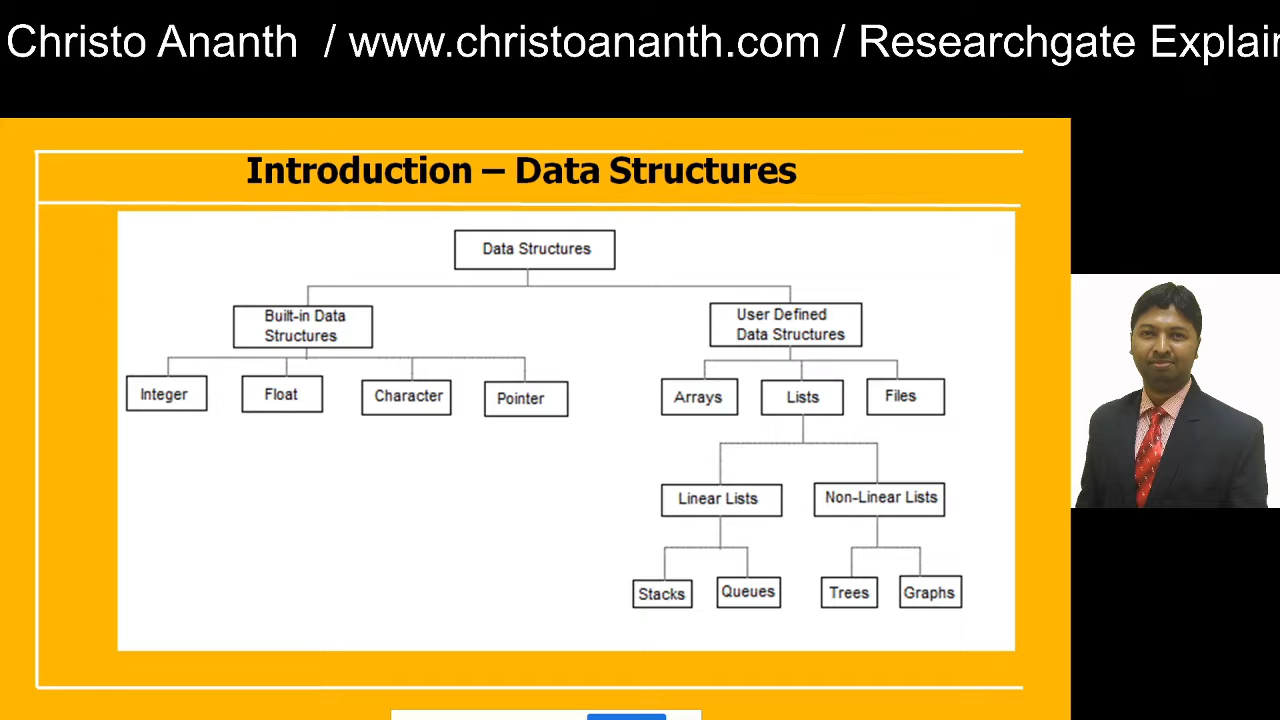 Christo Ananth / www.christoananth.com / Researchgate Explain
Introduction – Data Structures
Data Structures
Built-in Data
Structures
User Defined
Data Structures
Integer
Float
Character
Pointer
Arrays
Lists
Files
Linear Lists
Non-Linear Lists
Stacks
Queues
Trees
Graphs